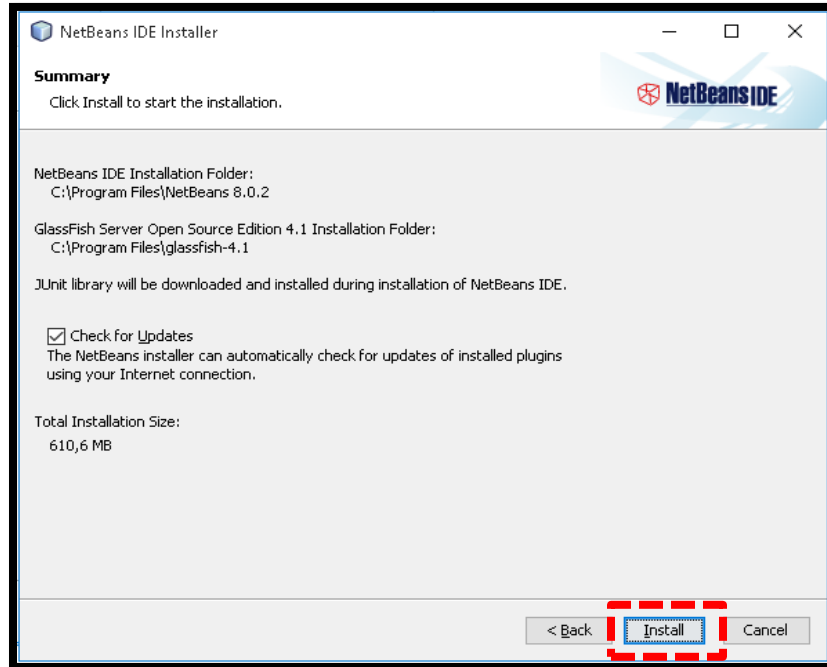 NetBeans IDE Installer
Summary
Click Install to start the installation.
NetBeans IDE
NetBeans IDE Installation Folder:
C:\Program Files\NetBeans 8.0.2
GlassFish Server Open Source Edition 4.1 Installation Folder:
C:\Program Files\glassfish-4.1
JUnit library will be downloaded and installed during installation of NetBeans IDE.
Check for Updates
The NetBeans installer can automatically check for updates of installed plugins
using your Internet connection.
Total Installation Size:
610,6 MB
< Back Install Cancel